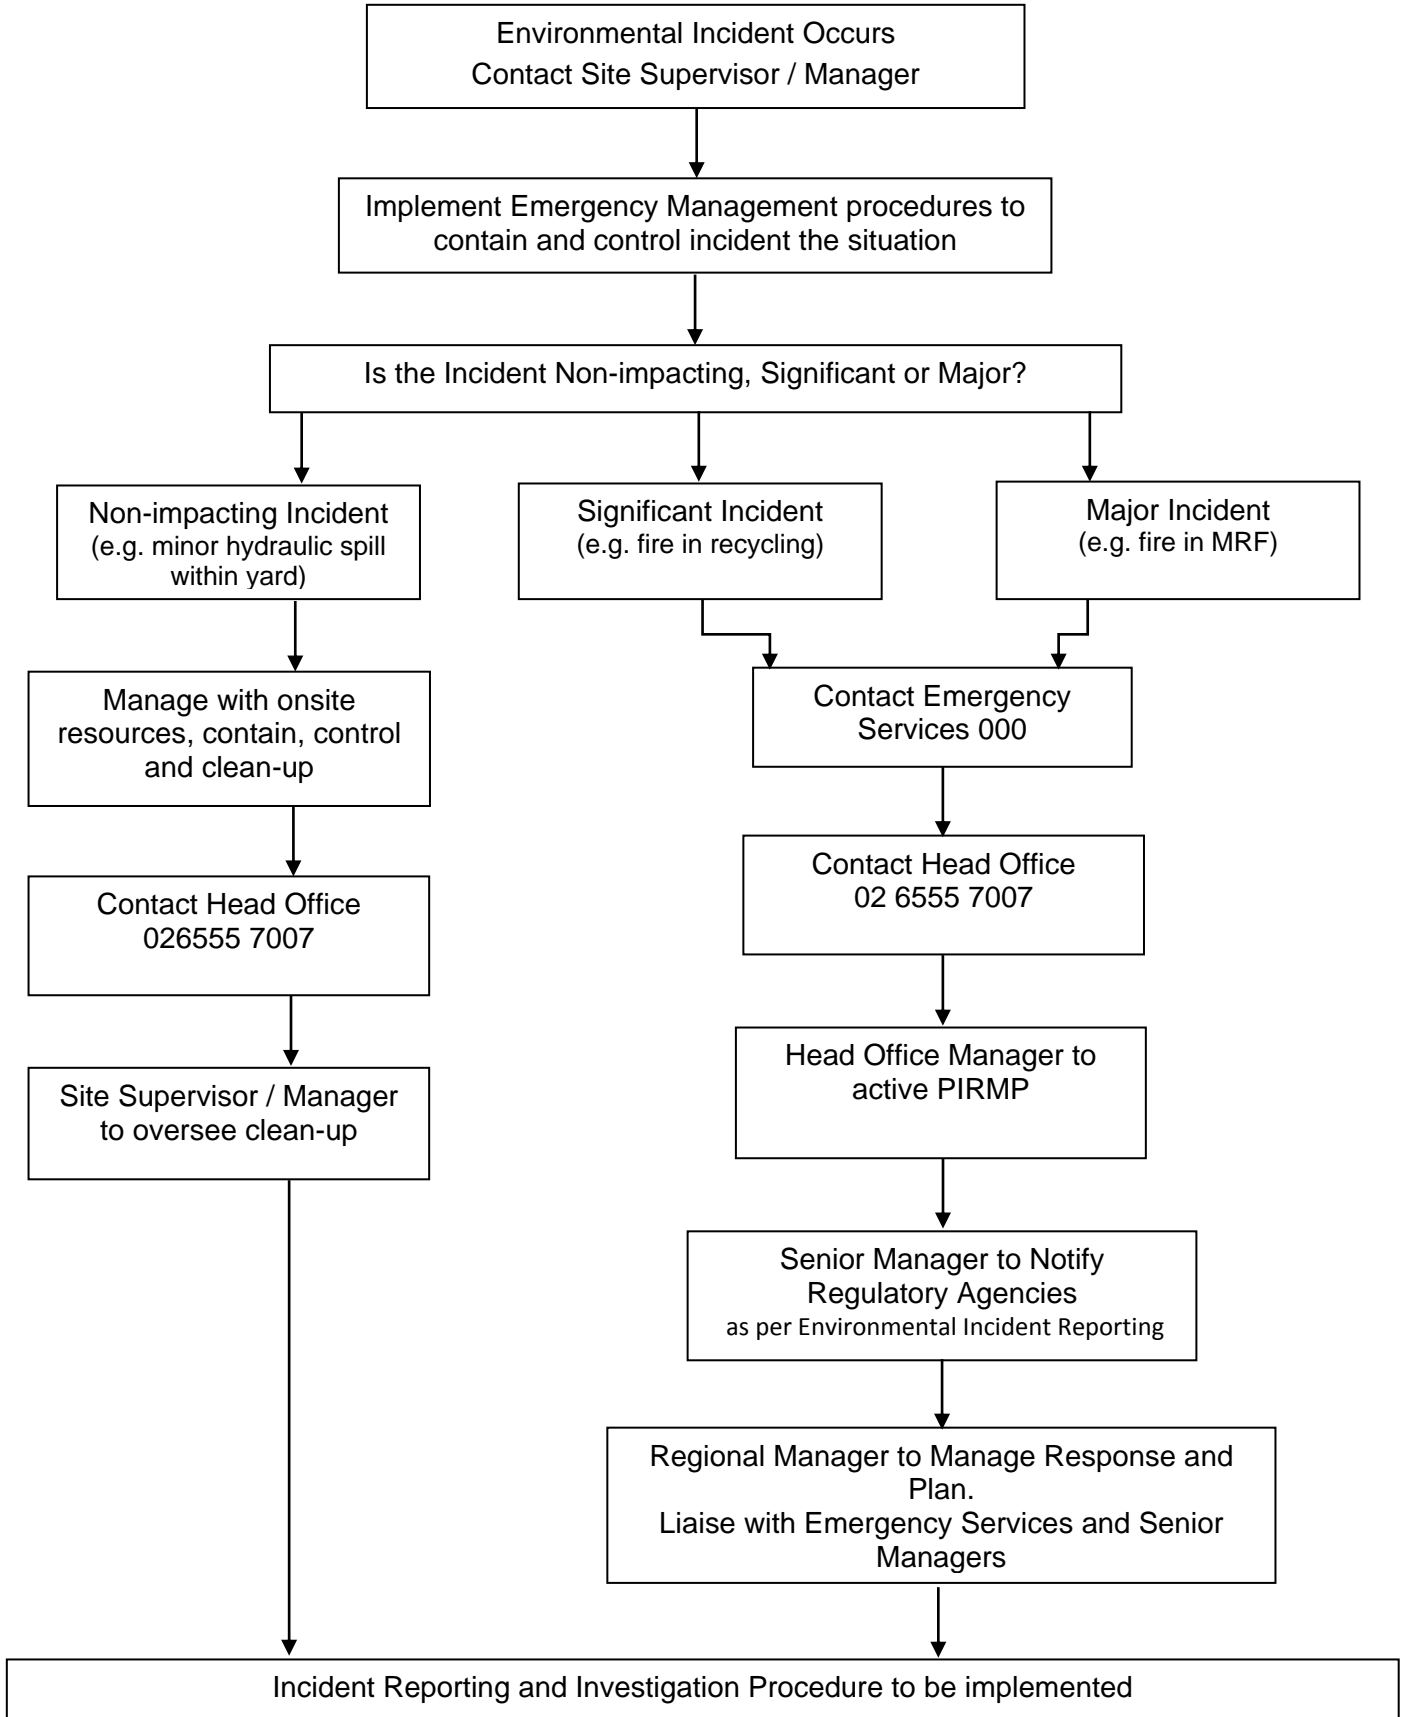 Environmental Incident Occurs
Contact Site Supervisor / Manager
Implement Emergency Management procedures to
contain and control incident the situation
Is the Incident Non-impacting, Significant or Major?
Non-impacting Incident
(e.g. minor hydraulic spill
within yard)
Significant Incident
(e.g. fire in recycling)
Major Incident
(e.g. fire in MRF)
Manage with onsite
resources, contain, control
and clean-up
Contact Emergency
Services 000
Contact Head Office
026555 7007
Contact Head Office
02 6555 7007
Site Supervisor / Manager
to oversee clean-up
Head Office Manager to
active PIRMP
Senior Manager to Notify
Regulatory Agencies
as per Environmental Incident Reporting
Regional Manager to Manage Response and
Plan.
Liaise with Emergency Services and Senior
Managers
Incident Reporting and Investigation Procedure to be implemented